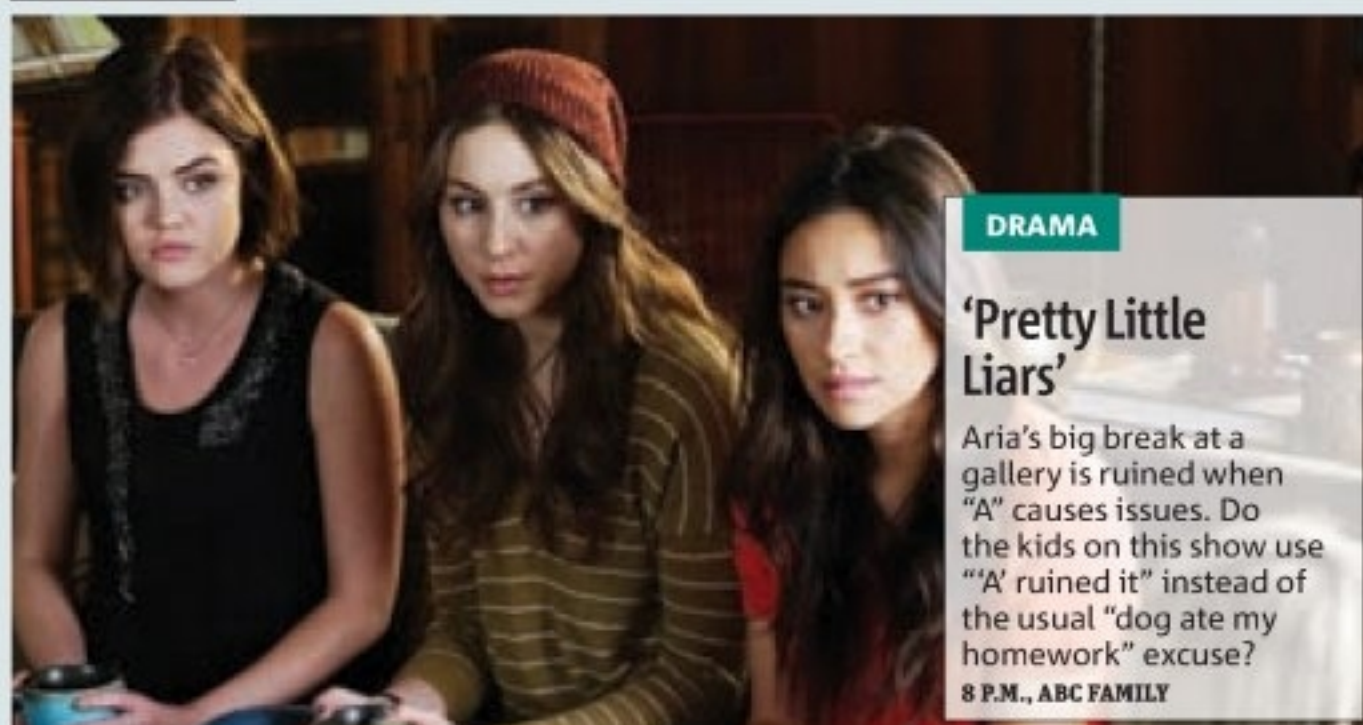 DRAMA
‘Pretty Little
Liars’
Aria’s big break at a
gallery is ruined when
“A” causes issues. Do
the kids on this show use
“‘A’ ruined it” instead of
the usual “dog ate my
homework” excuse?
8 P.M., ABC FAMILY